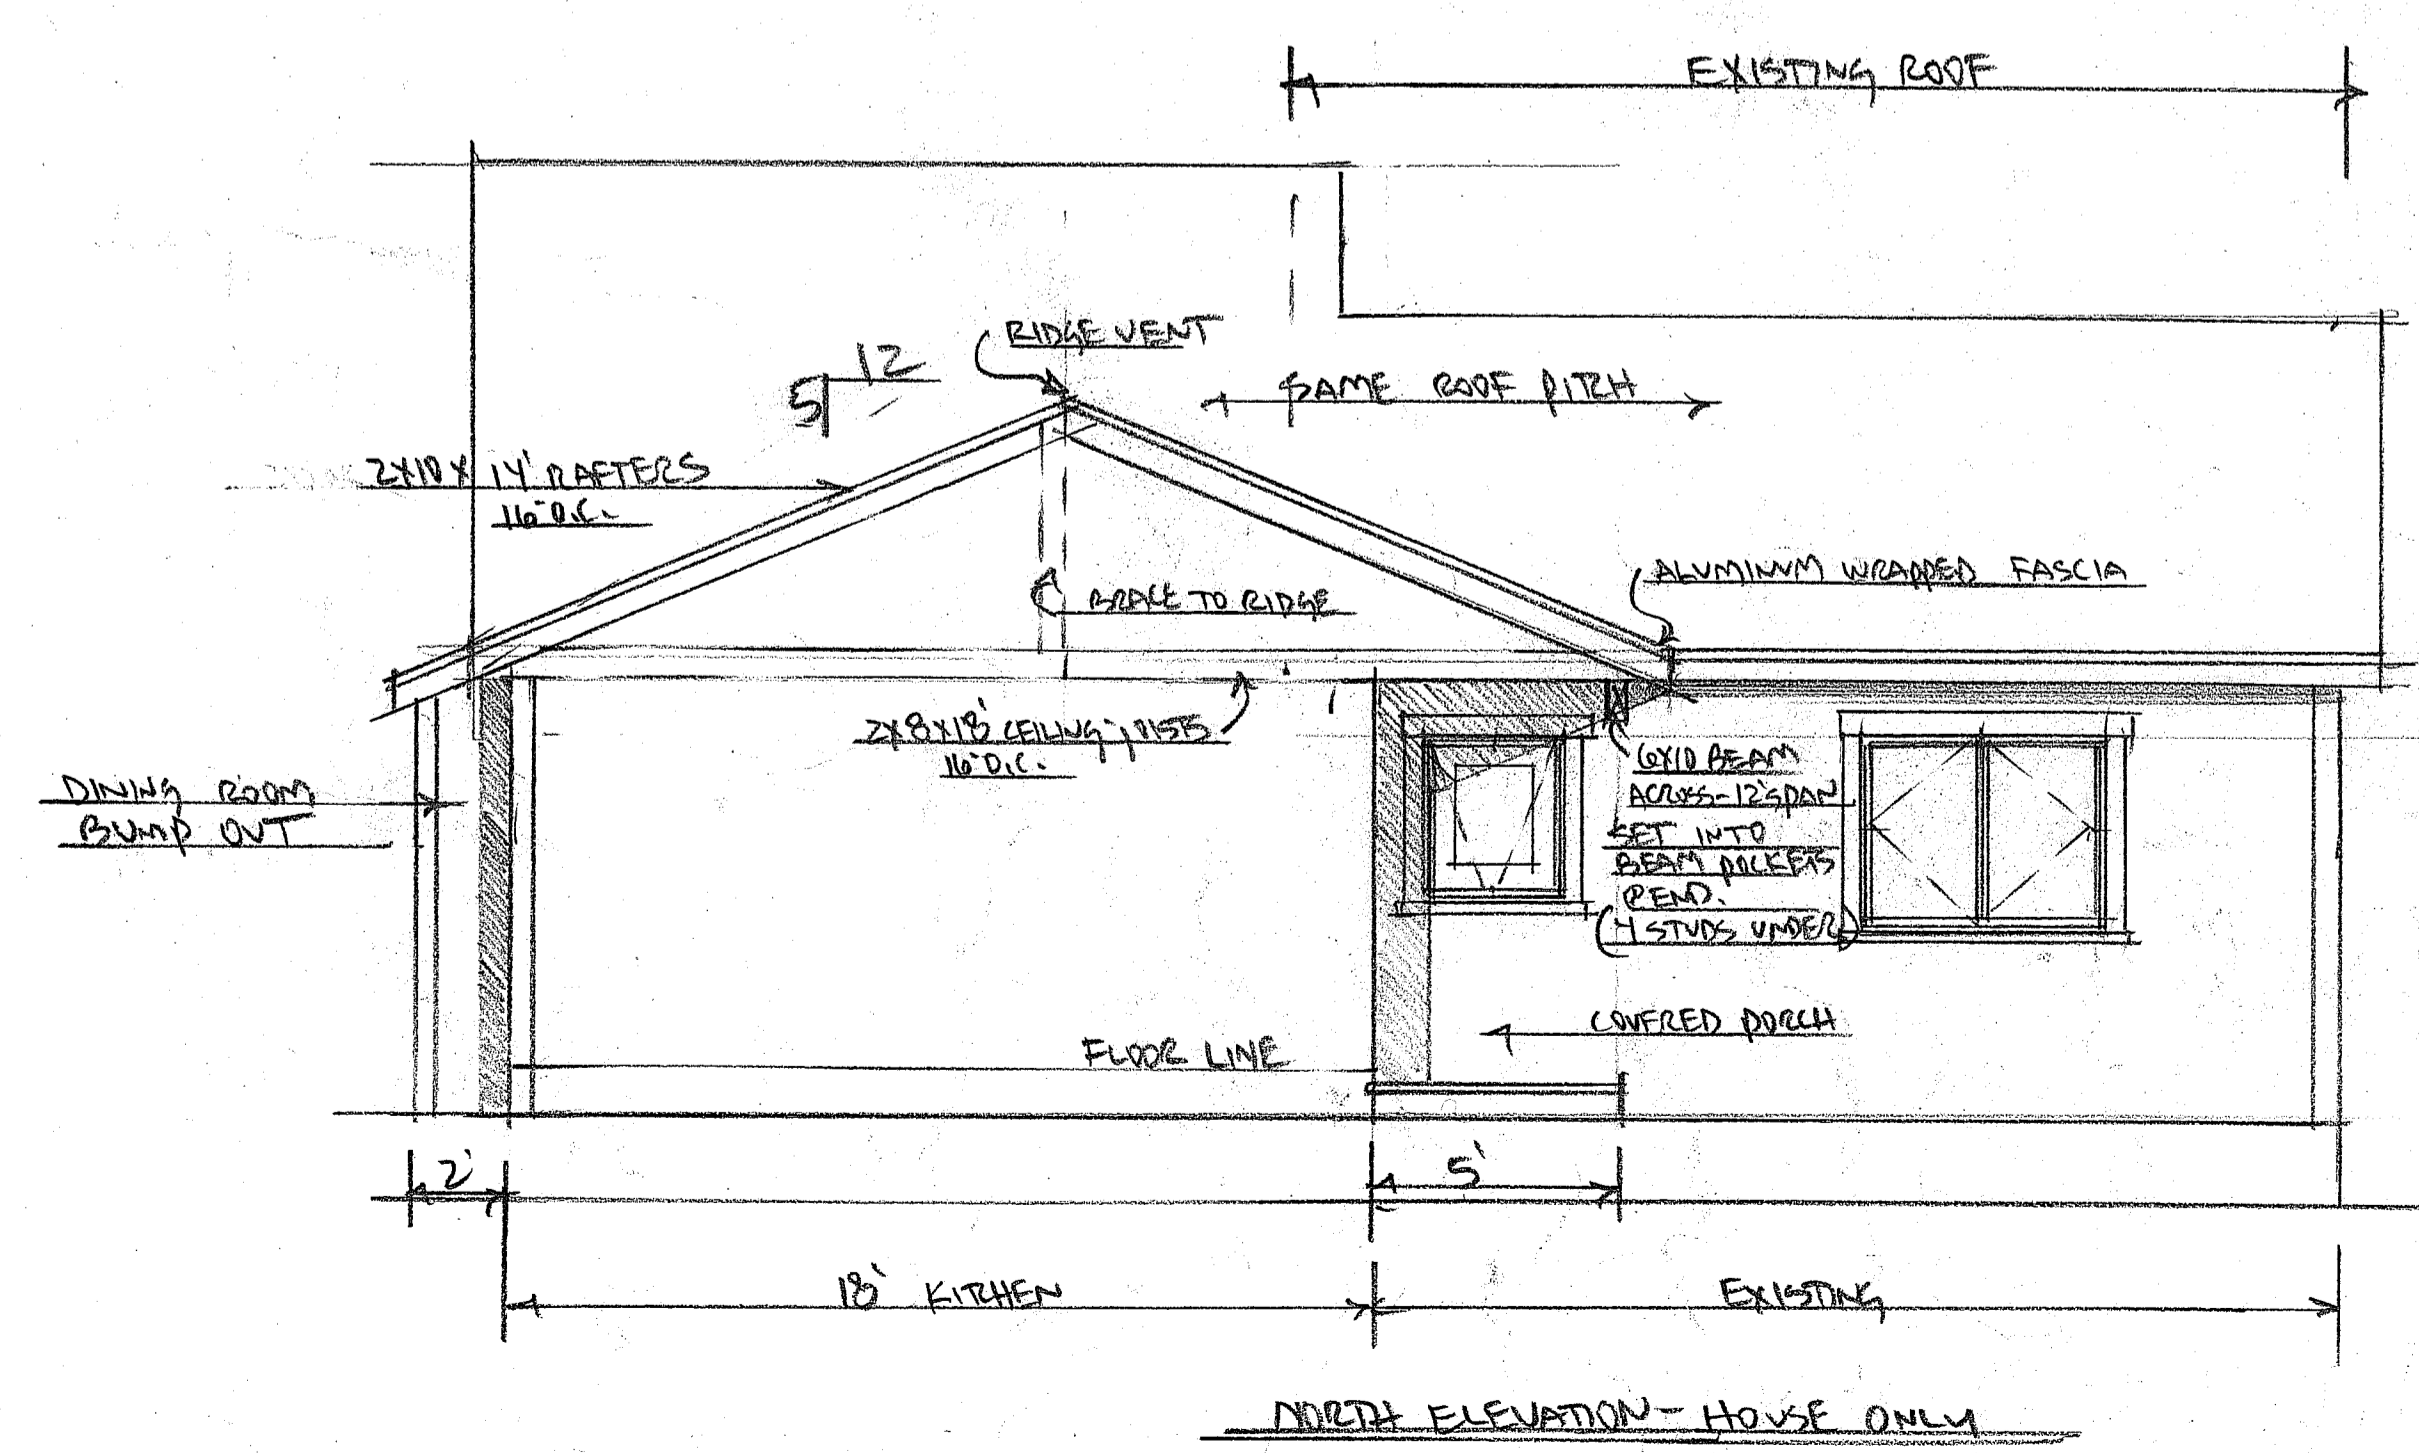 EXISTING ROOF
RIDGE VENT
12
5
SAME ROOF PITCH
2X10 X 14' RAFTERS
16" O.C.
ALUMINUM WRAPPED FASCIA
BRACE TO RIDGE
2X8X18' CEILING JOISTS
16" O.C.
6X10 BEAM
ACROSS-12' SPAN
SET INTO
BEAM POCKETS
@ END.
(4 STUDS UNDER)
DINING ROOM
BUMP OUT
COVERED PORCH
FLOOR LINE
2'
5'
18' KITCHEN
EXISTING
NORTH ELEVATION - HOUSE ONLY